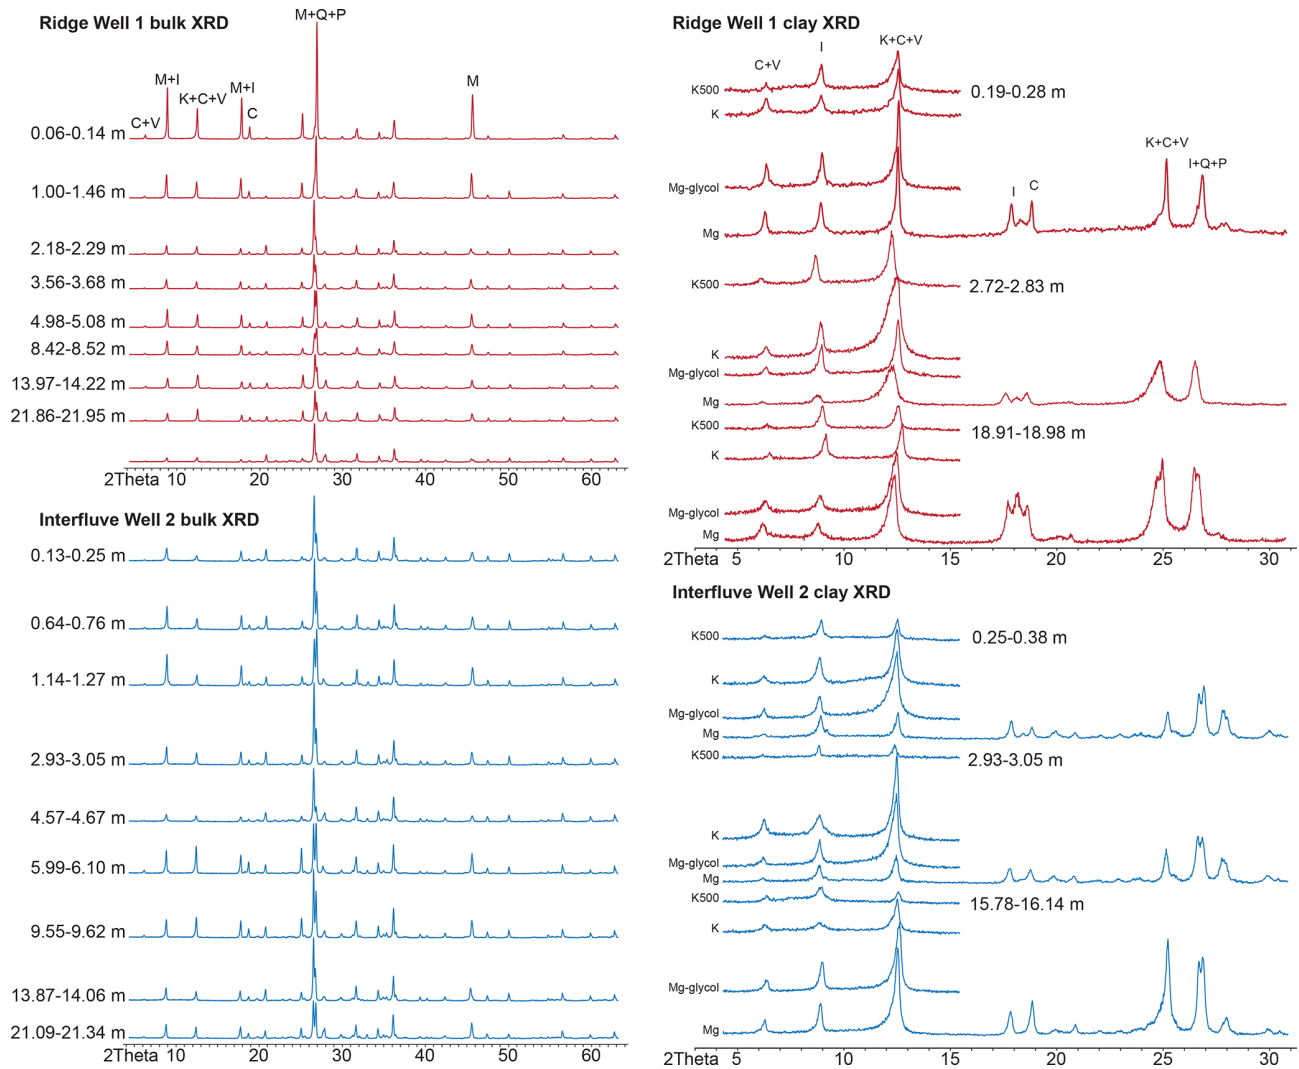 Ridge Well 1 bulk XRD
M+Q+P
M+I
K+C+V
M+I
C
M
C+V
0.06-0.14 m
1.00-1.46 m
2.18-2.29 m
3.56-3.68 m
4.98-5.08 m
8.42-8.52 m
13.97-14.22 m
21.86-21.95 m
2Theta 10 20 30 40 50 60
Interfluve Well 2 bulk XRD
0.13-0.25 m
0.64-0.76 m
1.14-1.27 m
2.93-3.05 m
4.57-4.67 m
5.99-6.10 m
9.55-9.62 m
13.87-14.06 m
21.09-21.34 m
2Theta 10 20 30 40 50 60
Ridge Well 1 clay XRD
C+V
I
K+C+V
K500
0.19-0.28 m
K
Mg-glycol
Mg
I
C
K+C+V
I+Q+P
K500
2.72-2.83 m
K
Mg-glycol
Mg
K500
18.91-18.98 m
K
Mg-glycol
Mg
2Theta 5 10 15 20 25 30
Interfluve Well 2 clay XRD
K500
0.25-0.38 m
K
Mg-glycol
Mg
K500
2.93-3.05 m
K
Mg-glycol
Mg
K500
15.78-16.14 m
K
Mg-glycol
Mg
2Theta 5 10 15 20 25 30